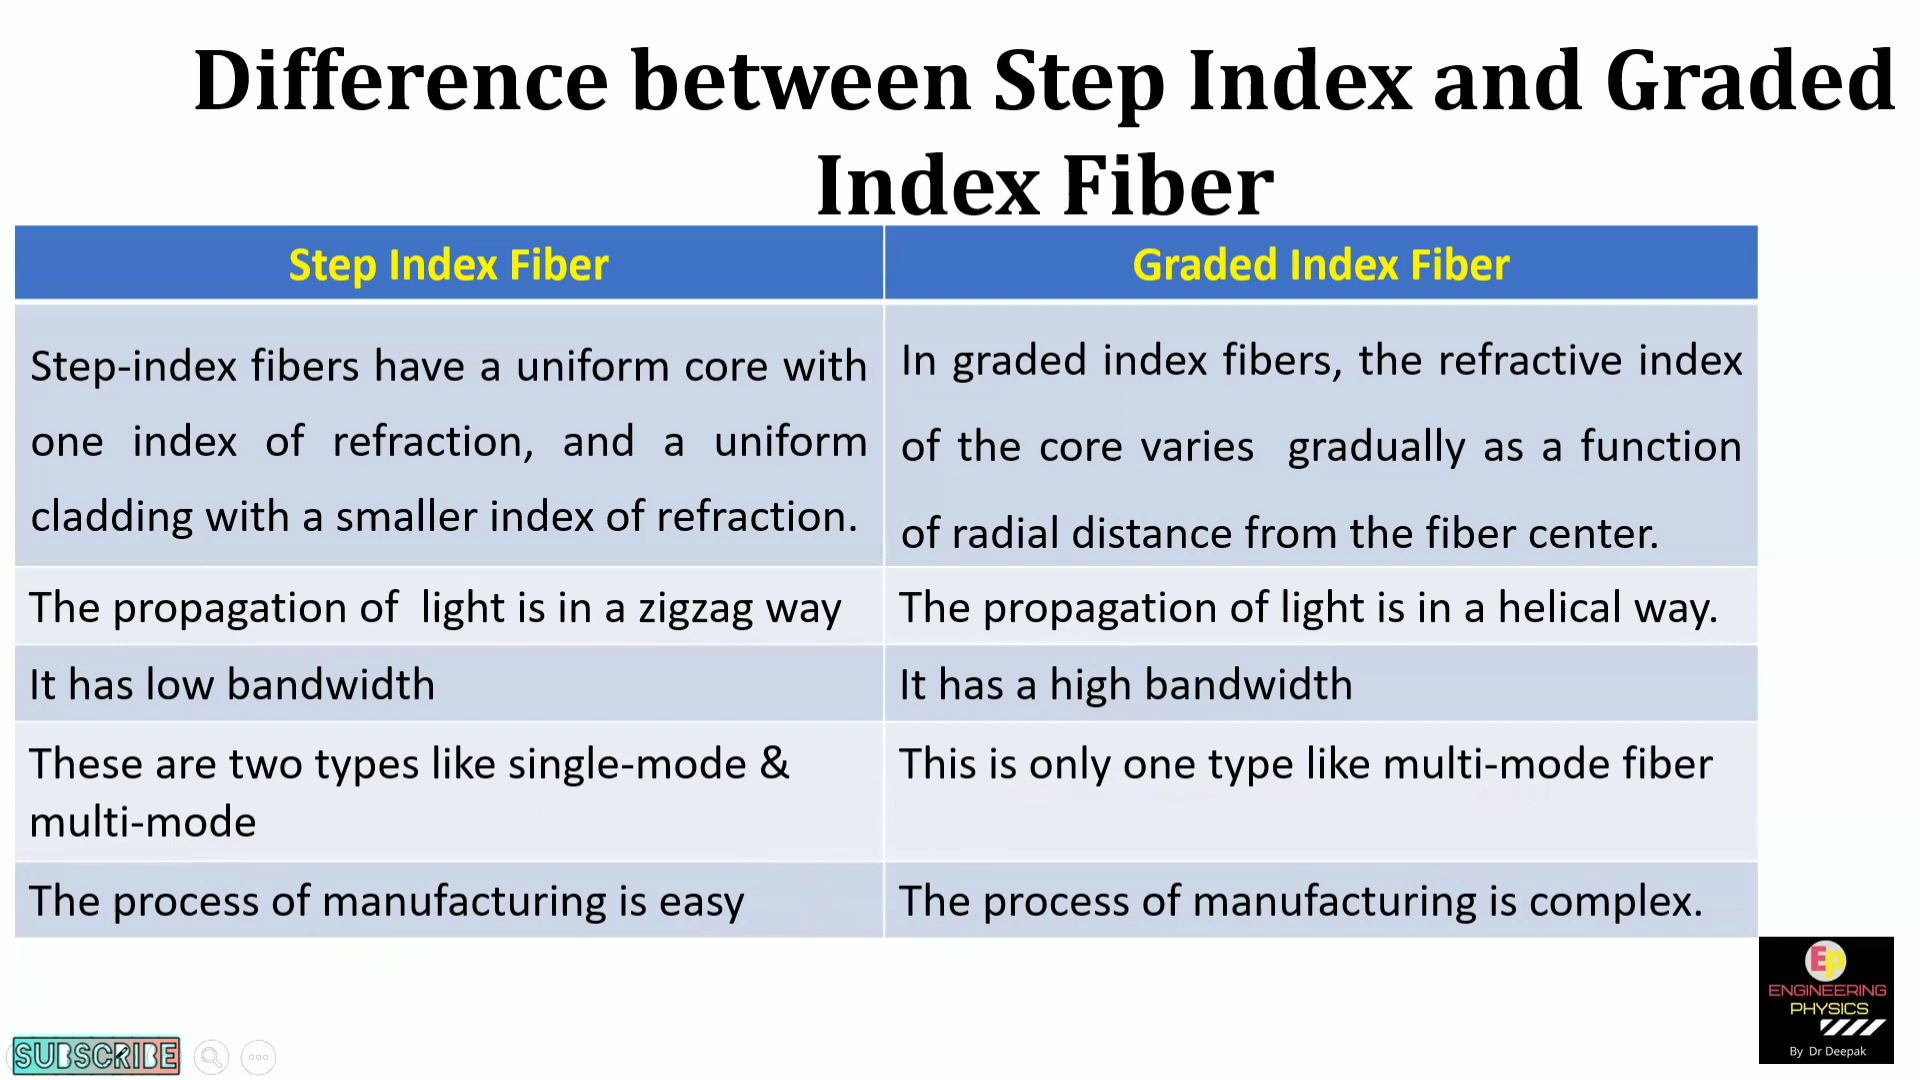 Difference between Step Index and Graded
Index Fiber
Step Index Fiber
Graded Index Fiber
Step-index fibers have a uniform core with
one index of refraction, and a uniform
cladding with a smaller index of refraction.
In graded index fibers, the refractive index
of the core varies gradually as a function
of radial distance from the fiber center.
The propagation of light is in a zigzag way
The propagation of light is in a helical way.
It has low bandwidth
It has a high bandwidth
These are two types like single-mode &
multi-mode
This is only one type like multi-mode fiber
The process of manufacturing is easy
The process of manufacturing is complex.
EP
ENGINEERING
PHYSICS
By Dr Deepak
SUBSCRIBE